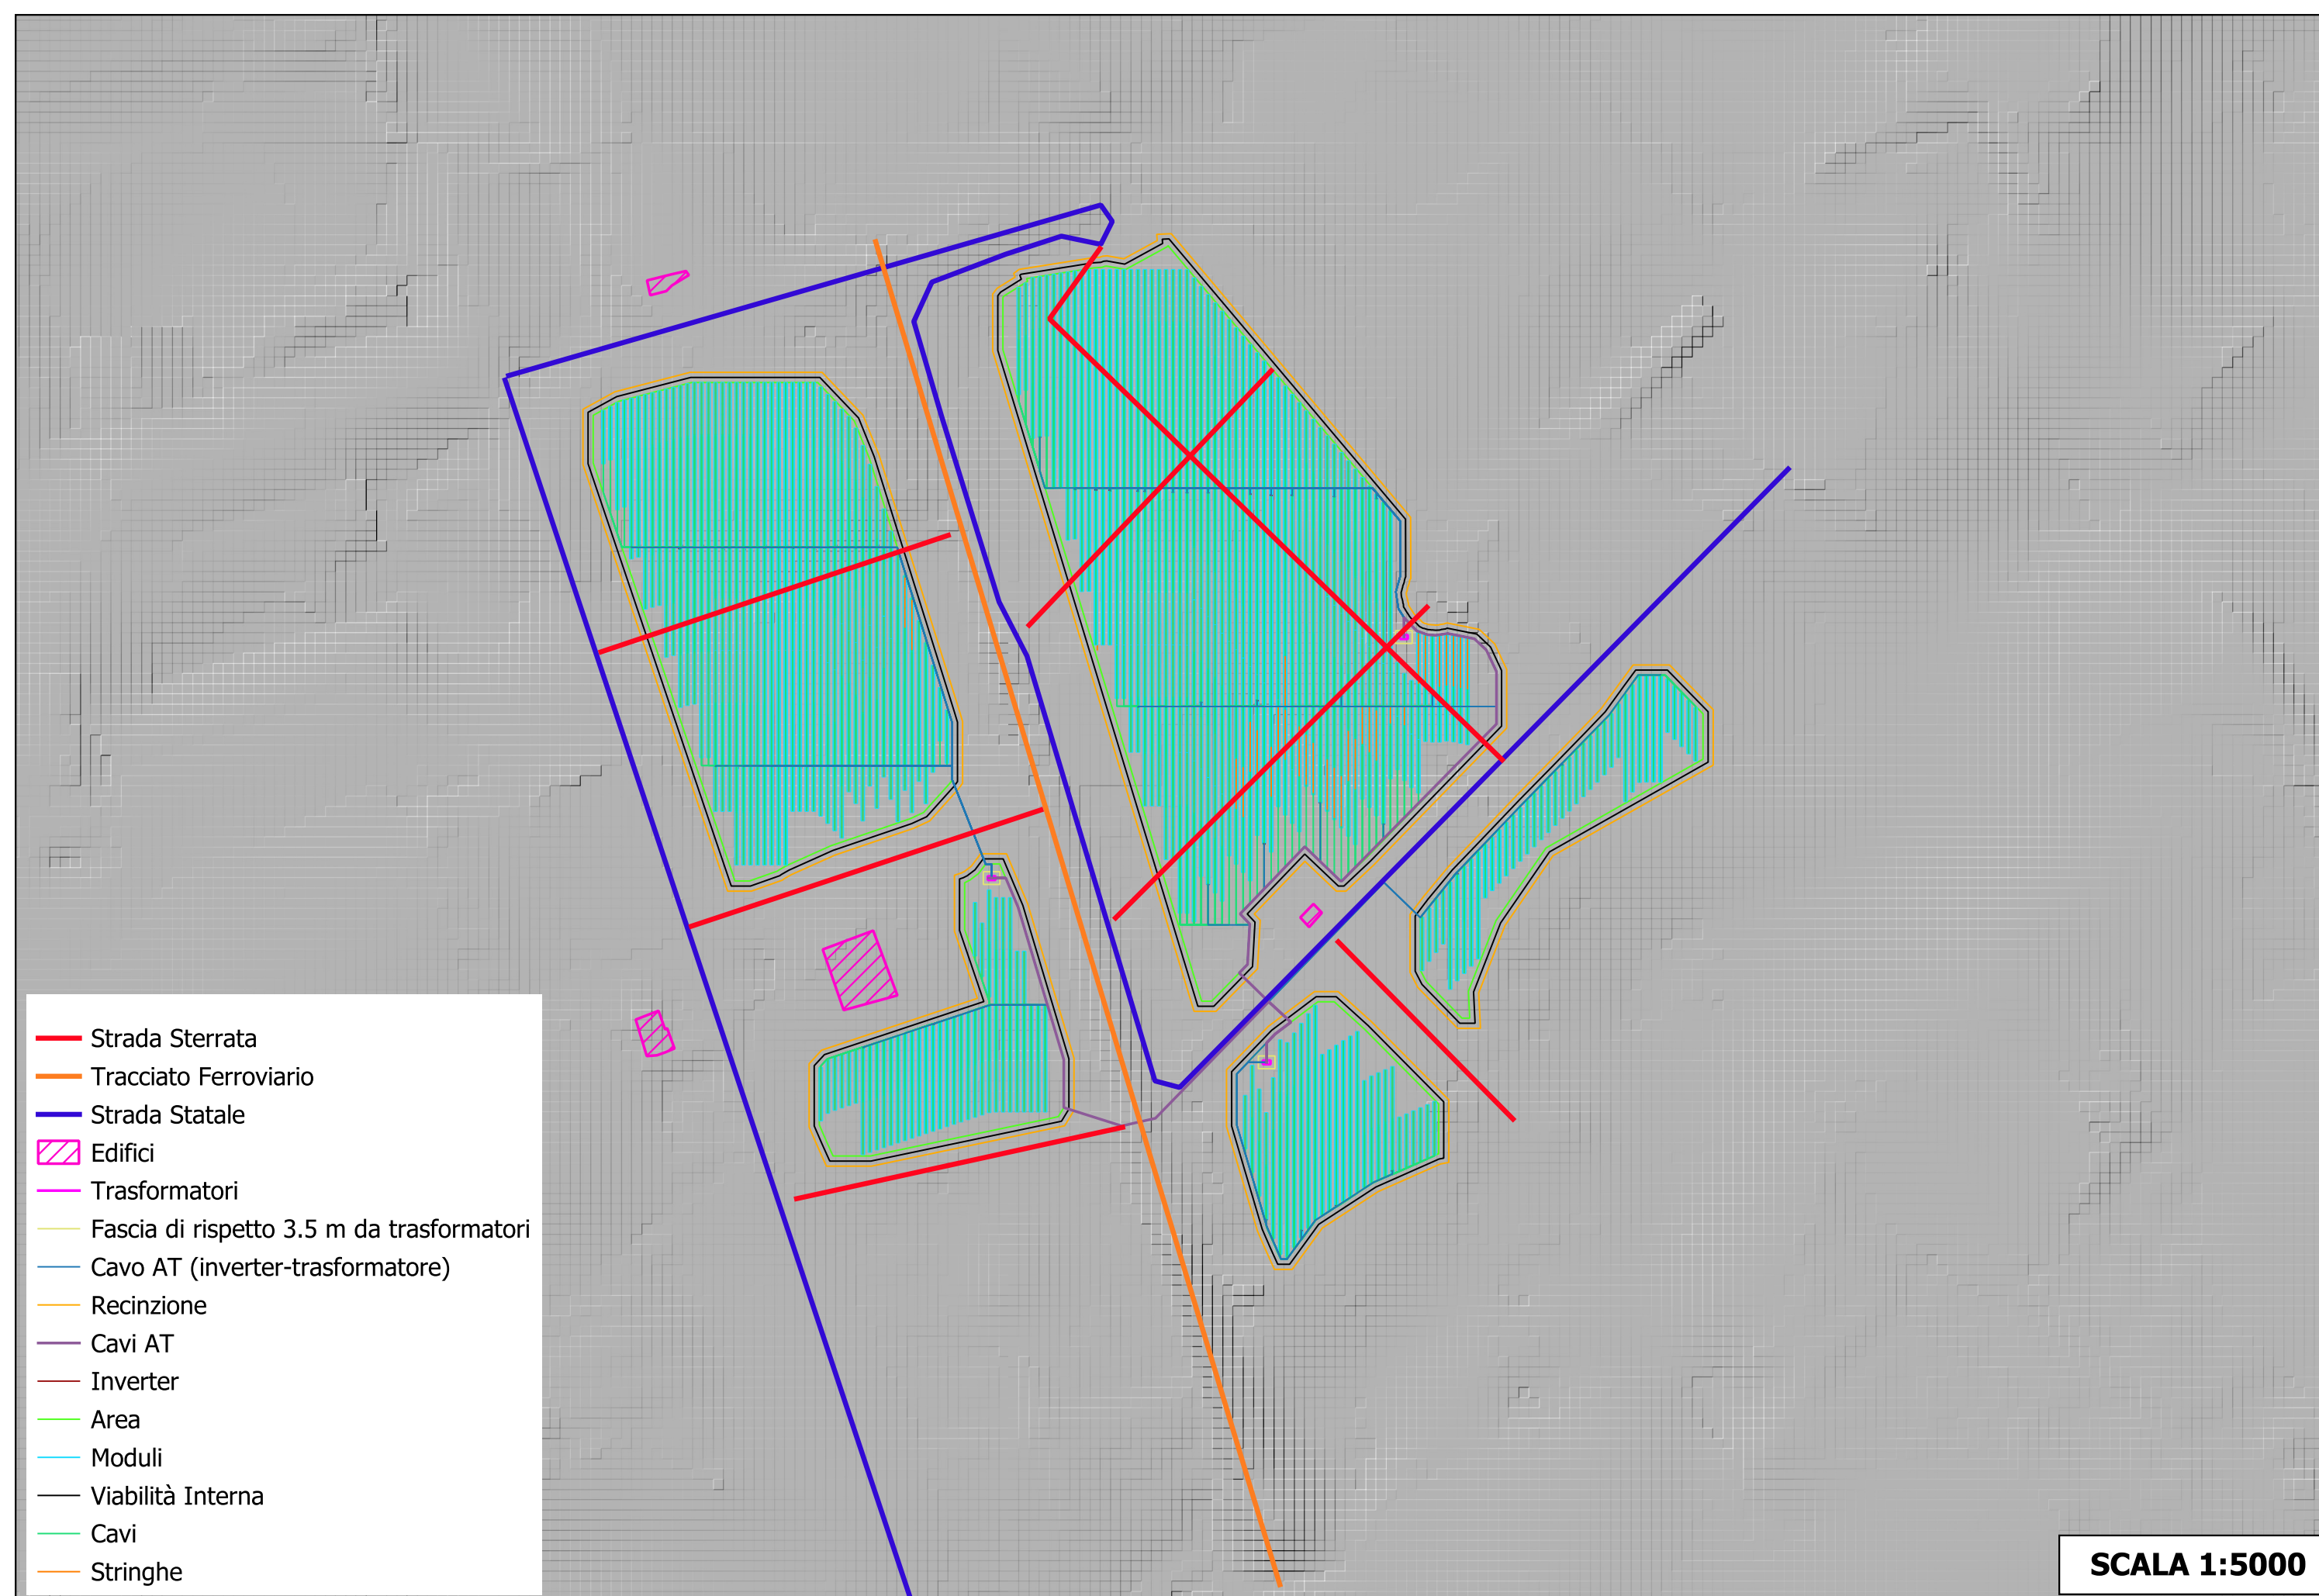 Strada Sterrata
Tracciato Ferroviario
Strada Statale
Edifici
Trasformatori
Fascia di rispetto 3.5 m da trasformatori
Cavo AT (inverter-trasformatore)
Recinzione
Cavi AT
Inverter
Area
Moduli
Viabilità Interna
Cavi
Stringhe
SCALA 1:5000